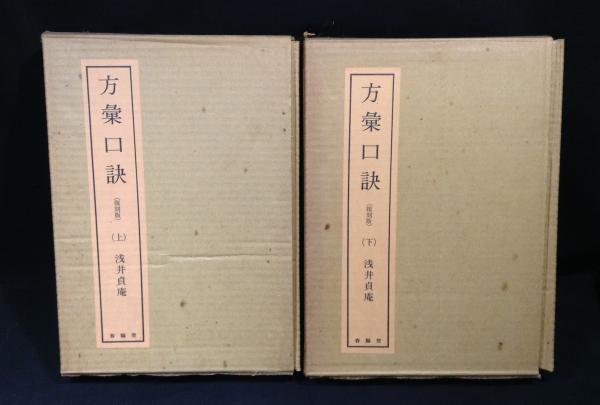 方彙口訣
(復刻版)
(上)
浅井貞庵
春陽堂
方彙口訣
(復刻版)
(下)
浅井貞庵
春陽堂